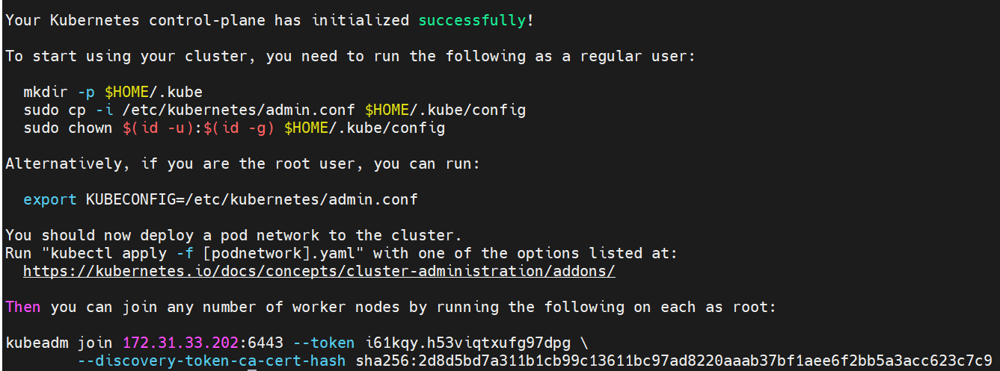 Your Kubernetes control-plane has initialized successfully!
To start using your cluster, you need to run the following as a regular user:
mkdir -p $HOME/.kube
sudo cp -i /etc/kubernetes/admin.conf $HOME/.kube/config
sudo chown $(id -u):$(id -g) $HOME/.kube/config
Alternatively, if you are the root user, you can run:
export KUBECONFIG=/etc/kubernetes/admin.conf
You should now deploy a pod network to the cluster.
Run "kubectl apply -f [podnetwork].yaml" with one of the options listed at:
https://kubernetes.io/docs/concepts/cluster-administration/addons/
Then you can join any number of worker nodes by running the following on each as root:
kubeadm join 172.31.33.202:6443 --token i61kqy.h53viqtxufg97dpg \
--discovery-token-ca-cert-hash sha256:2d8d5bd7a311b1cb99c13611bc97ad8220aaab37bf1aee6f2bb5a3acc623c7c9